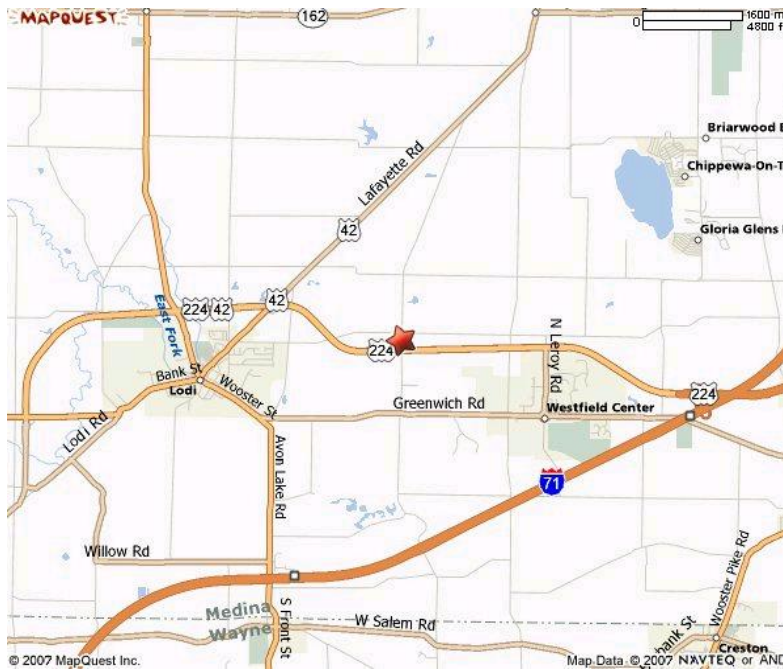 MAPQUEST
162
0
1600 m
4800 f
Briarwood B
Chippewa-On-T
Gloria Glens
Lafayette Rd
42
42
224
42
East Fork
224
N Leroy Rd
Bank St
Lodi
Wooster St
Greenwich Rd
Westfield Center
224
Lodi Rd
Avon Lake Rd
71
Willow Rd
Wooster Pike Rd
Medina
Wayne
S Front St
W Salem Rd
bank St
Creston
© 2007 MapQuest Inc.
Map Data © 2007 NAVTEQ or AND